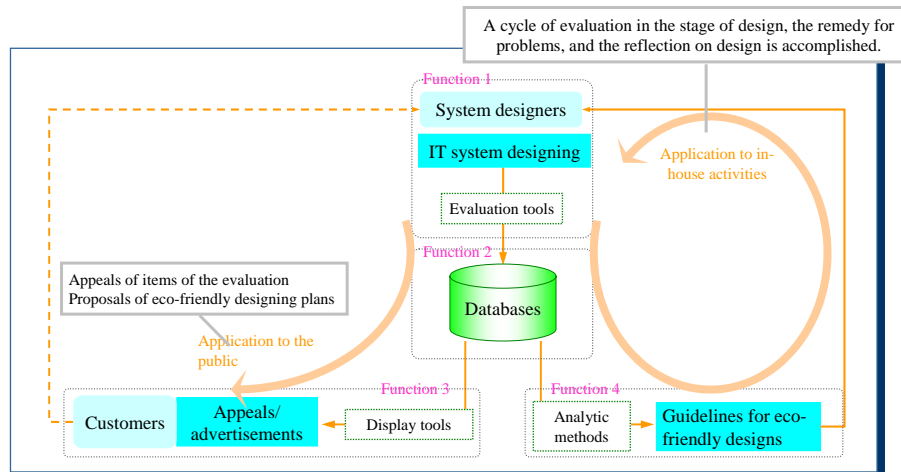 A cycle of evaluation in the stage of design, the remedy for
problems, and the reflection on design is accomplished.
Function 1
System designers
IT system designing
Evaluation tools
Application to in-
house activities
Function 2
Databases
Appeals of items of the evaluation
Proposals of eco-friendly designing plans
Application to the
public
Function 3
Customers
Appeals/
advertisements
Display tools
Function 4
Analytic
methods
Guidelines for eco-
friendly designs